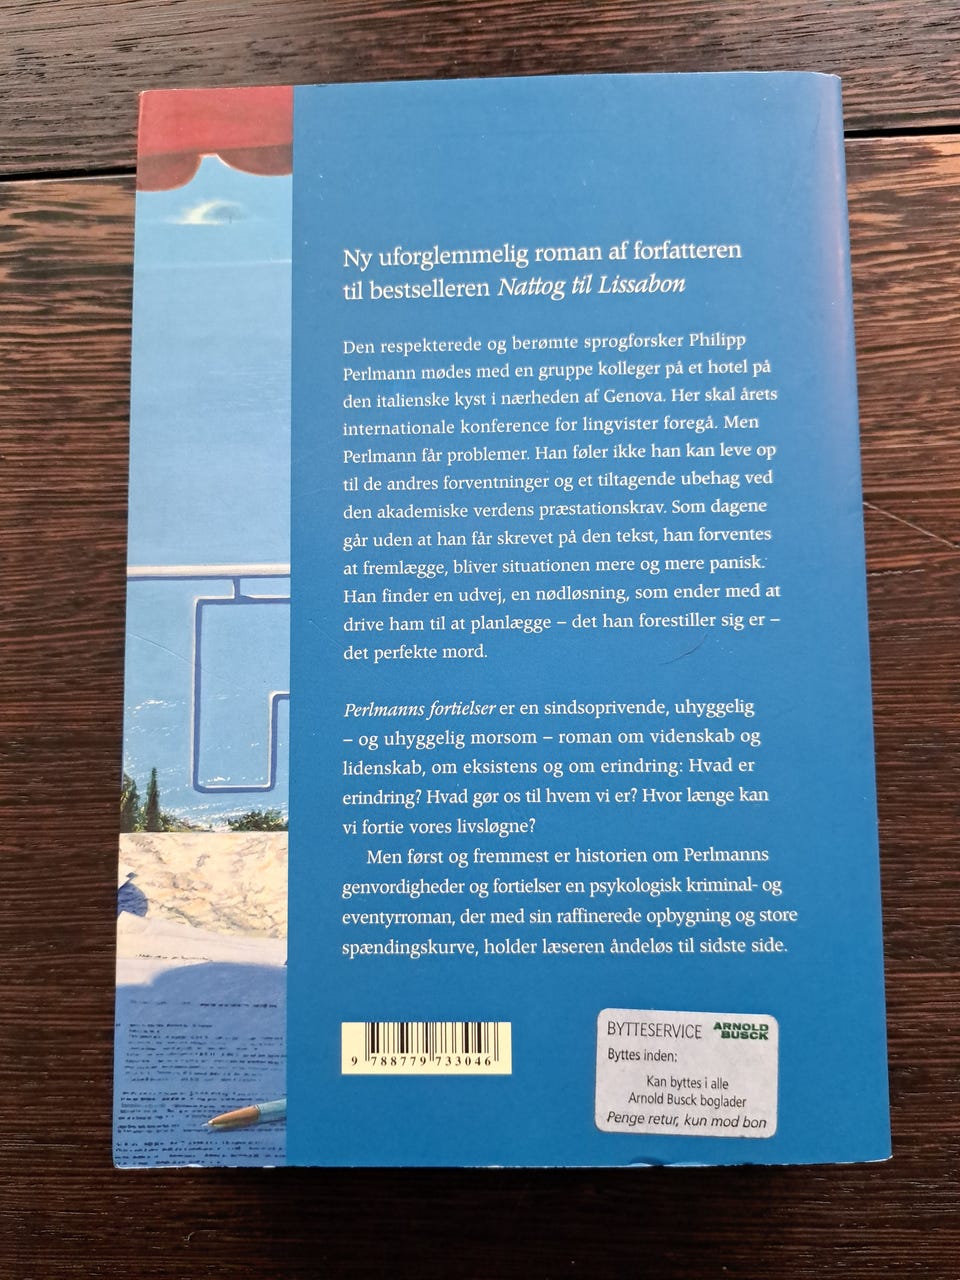 Ny uforglemmelig roman af forfatteren
til bestselleren Nattog til Lissabon
Den respekterede og berømte sprogforsker Philipp
Perlmann mødes med en gruppe kolleger på et hotel på
den italienske kyst i nærheden af Genova. Her skal årets
internationale konference for lingvister foregå. Men
Perlmann får problemer. Han føler ikke han kan leve op
til de andres forventninger og et tiltagende ubehag ved
den akademiske verdens præstationskrav. Som dagene
går uden at han får skrevet på den tekst, han forventes
at fremlægge, bliver situationen mere og mere panisk.
Han finder en udvej, en nødløsning, som ender med at
drive ham til at planlægge – det han forestiller sig er –
det perfekte mord.
Perlmanns fortielser er en sindsoprivende, uhyggelig
– og uhyggelig morsom – roman om videnskab og
lidenskab, om eksistens og om erindring: Hvad er
erindring? Hvad gør os til hvem vi er? Hvor længe kan
vi fortie vores livsløgne?
Men først og fremmest er historien om Perlmanns
genvordigheder og fortielser en psykologisk kriminal- og
eventyrroman, der med sin raffinerede opbygning og store
spændingskurve, holder læseren åndeløs til sidste side.
9 788779 733046
BYTTESERVICE ARNOLD BUSCK
Byttes inden:
Kan byttes i alle
Arnold Busck boglader
Penge retur, kun mod bon